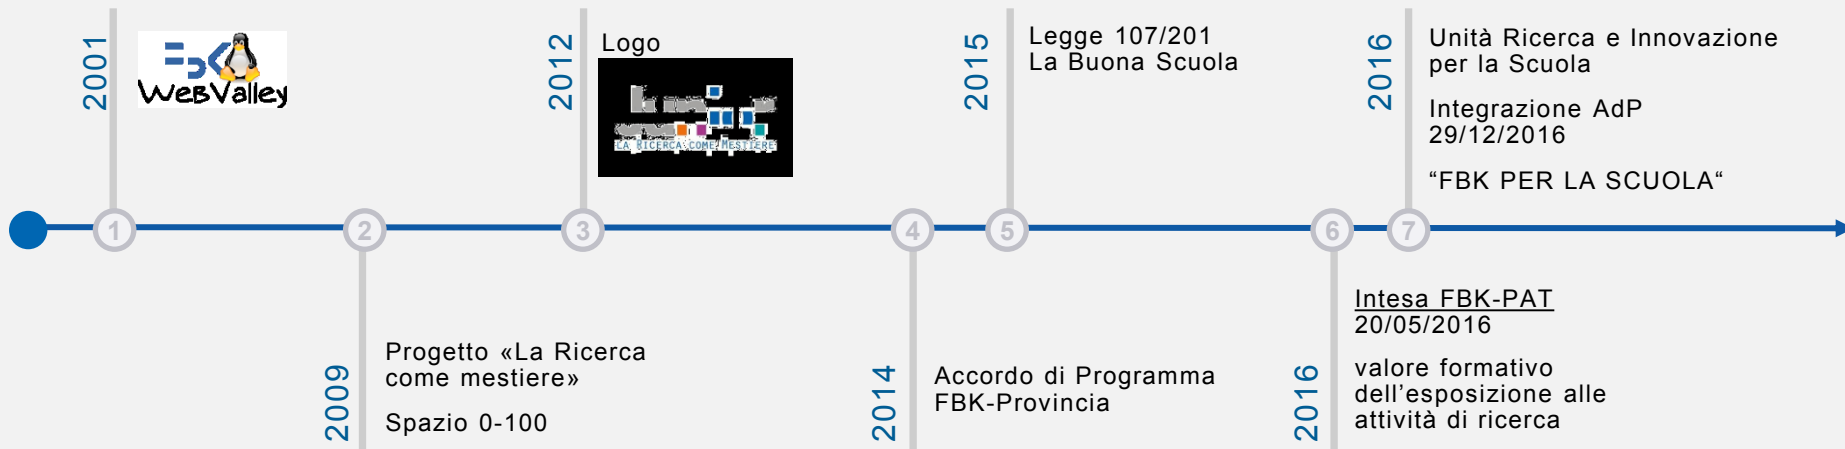 2001
FBK
WEBVALLEY
2009
Progetto «La Ricerca
come mestiere»
Spazio 0-100
2012
Logo
LA RICERCA COME MESTIERE
2014
Accordo di Programma
FBK-Provincia
2015
Legge 107/201
La Buona Scuola
2016
Intesa FBK-PAT
20/05/2016
valore formativo
dell'esposizione alle
attività di ricerca
2016
Unità Ricerca e Innovazione
per la Scuola
Integrazione AdP
29/12/2016
“FBK PER LA SCUOLA“
1
2
3
4
5
6
7